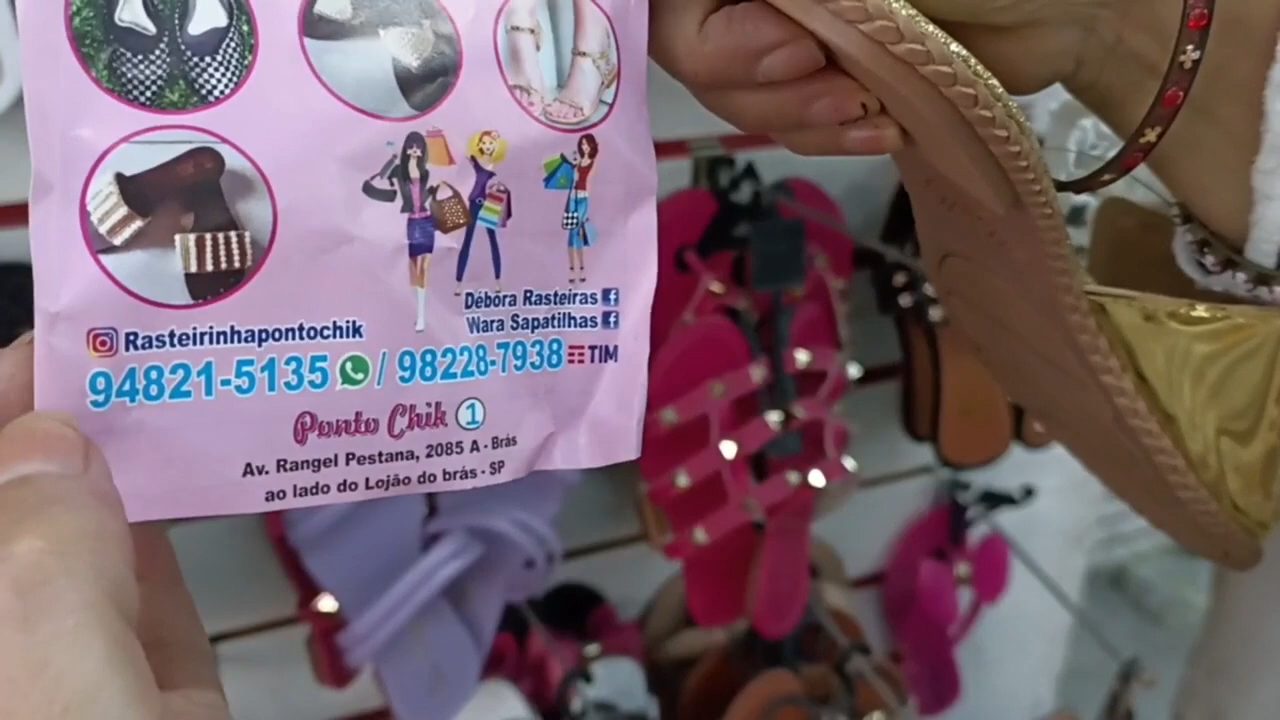 Débora Rasteiras
Wara Sapatilhas
Rasteirinhapontochik
94821-5135 / 98228-7938 TIM
Ponto Chik 1
Av. Rangel Pestana, 2085 A - Brás
ao lado do Lojão do brás - SP